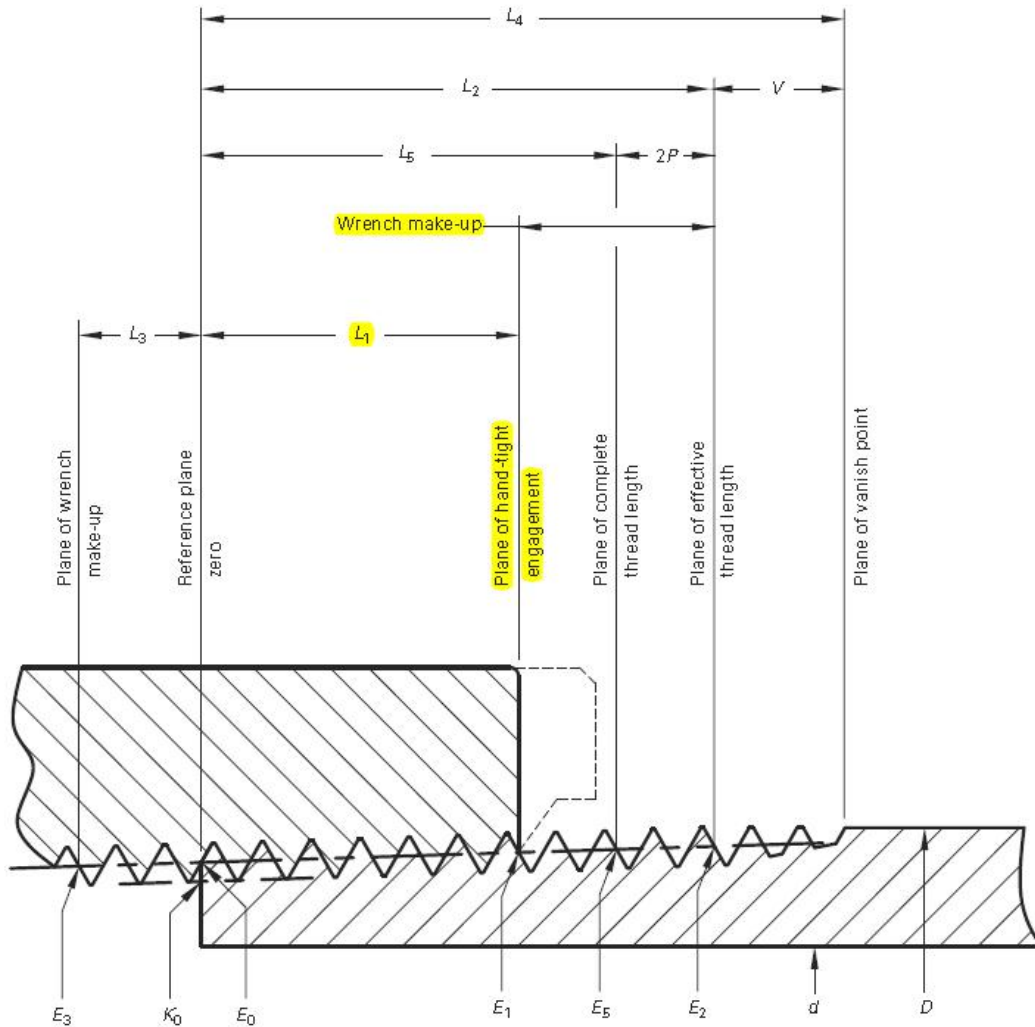 L4
L2
V
L5
2P
Wrench make-up
L3
L1
Plane of wrench
make-up
Reference plane
zero
Plane of hand-tight
engagement
Plane of complete
thread length
Plane of effective
thread length
Plane of vanish point
E3
K0
E0
E1
E5
E2
d
D